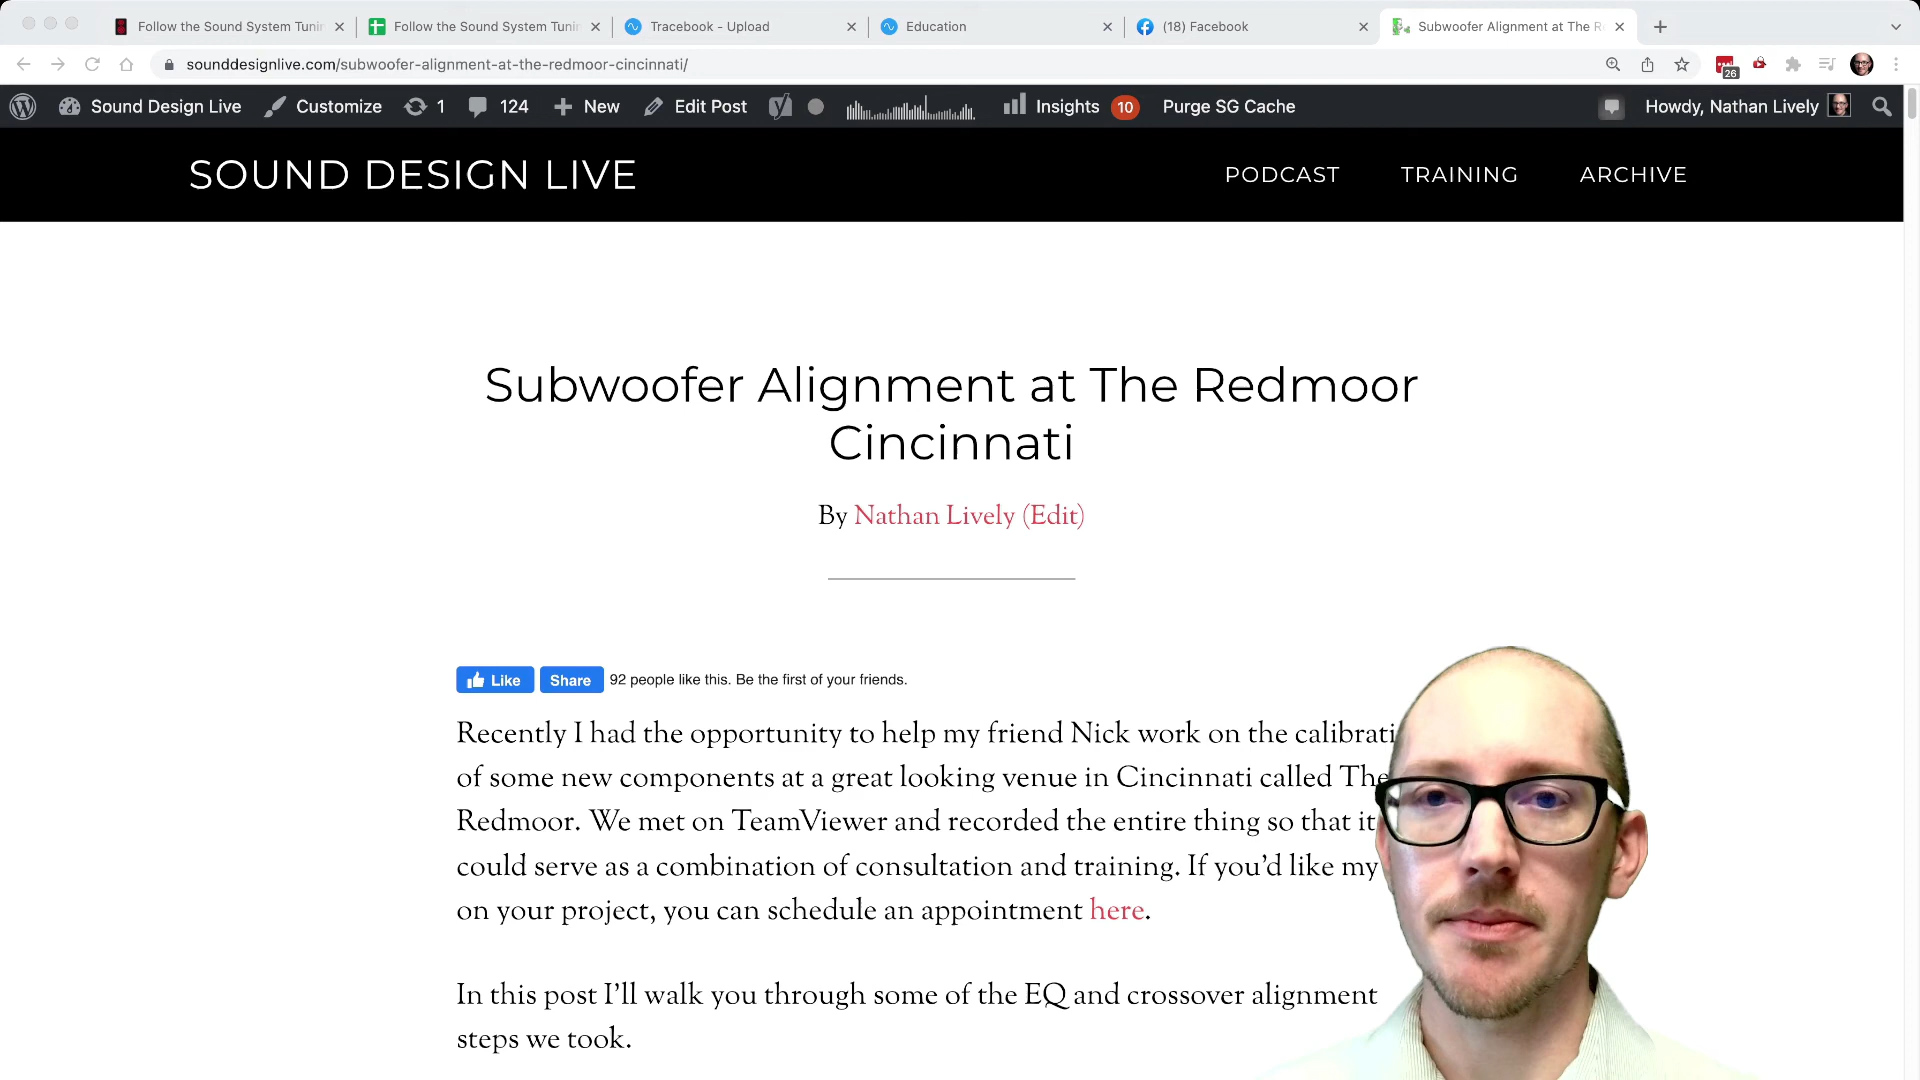 Follow the Sound System Tunin
Follow the Sound System Tunin
Tracebook - Upload
Education
(18) Facebook
Subwoofer Alignment at The R
sounddesignlive.com/subwoofer-alignment-at-the-redmoor-cincinnati/
26
Sound Design Live
Customize
1
124
New
Edit Post
Insights
10
Purge SG Cache
Howdy, Nathan Lively
SOUND DESIGN LIVE
PODCAST
TRAINING
ARCHIVE
Subwoofer Alignment at The Redmoor
Cincinnati
By Nathan Lively (Edit)
Like
Share
92 people like this. Be the first of your friends.
Recently I had the opportunity to help my friend Nick work on the calibrati
of some new components at a great looking venue in Cincinnati called The
Redmoor. We met on TeamViewer and recorded the entire thing so that it
could serve as a combination of consultation and training. If you’d like my
on your project, you can schedule an appointment here.
In this post I’ll walk you through some of the EQ and crossover alignment
steps we took.